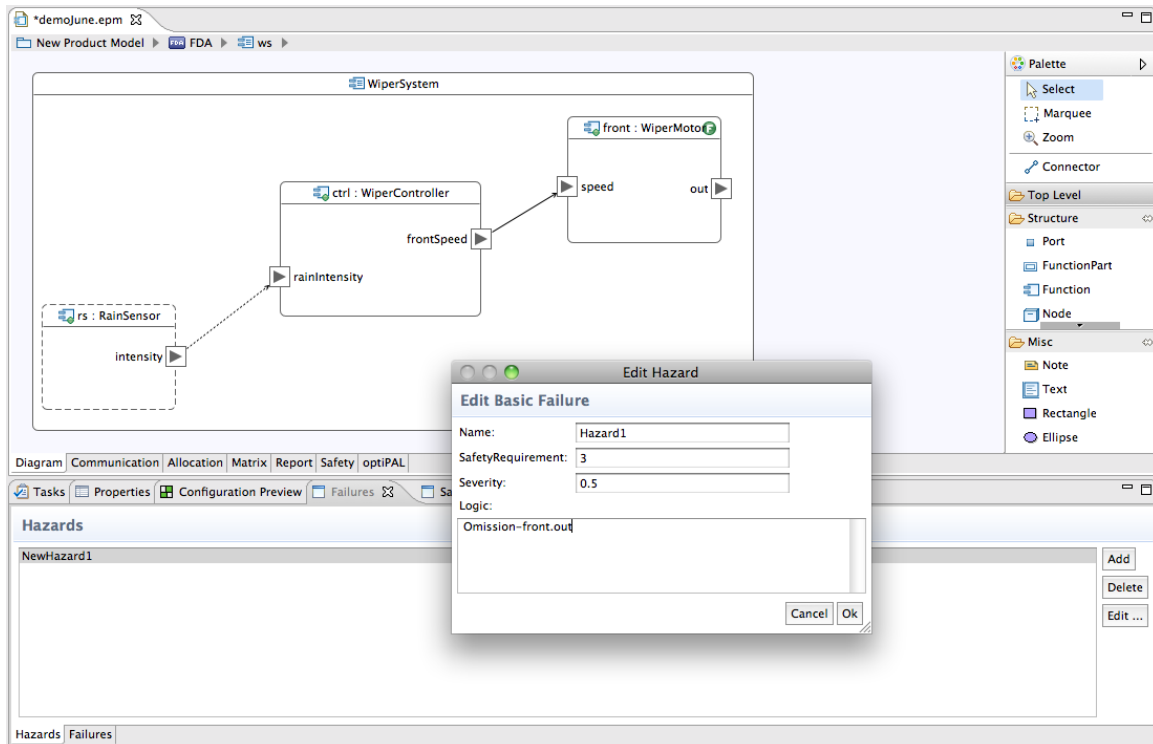 *demoJune.epm
New Product Model FDA FDA ws
WiperSystem
front : WiperMotor F
speed
out
ctrl : WiperController
frontSpeed
rainIntensity
rs : RainSensor
intensity
Palette
Select
Marquee
Zoom
Connector
Top Level
Structure
Port
FunctionPart
Function
Node
Misc
Note
Text
Rectangle
Ellipse
Diagram Communication Allocation Matrix Report Safety optiPAL
Edit Hazard
Edit Basic Failure
Name: Hazard1
SafetyRequirement: 3
Severity: 0.5
Logic:
Omission-front.out
Cancel Ok
Tasks Properties Configuration Preview Failures Sa
Hazards
NewHazard1
Add
Delete
Edit ...
Hazards Failures